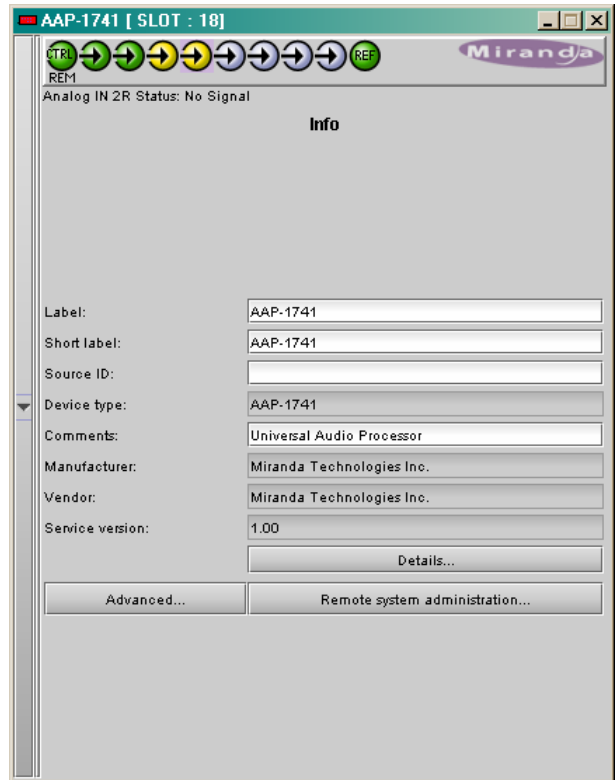 AAP-1741 [ SLOT : 18]
CTRL REF Miranda
REM
Analog IN 2R Status: No Signal
Info
Label: AAP-1741
Short label: AAP-1741
Source ID:
Device type: AAP-1741
Comments: Universal Audio Processor
Manufacturer: Miranda Technologies Inc.
Vendor: Miranda Technologies Inc.
Service version: 1.00
Details...
Advanced... Remote system administration...